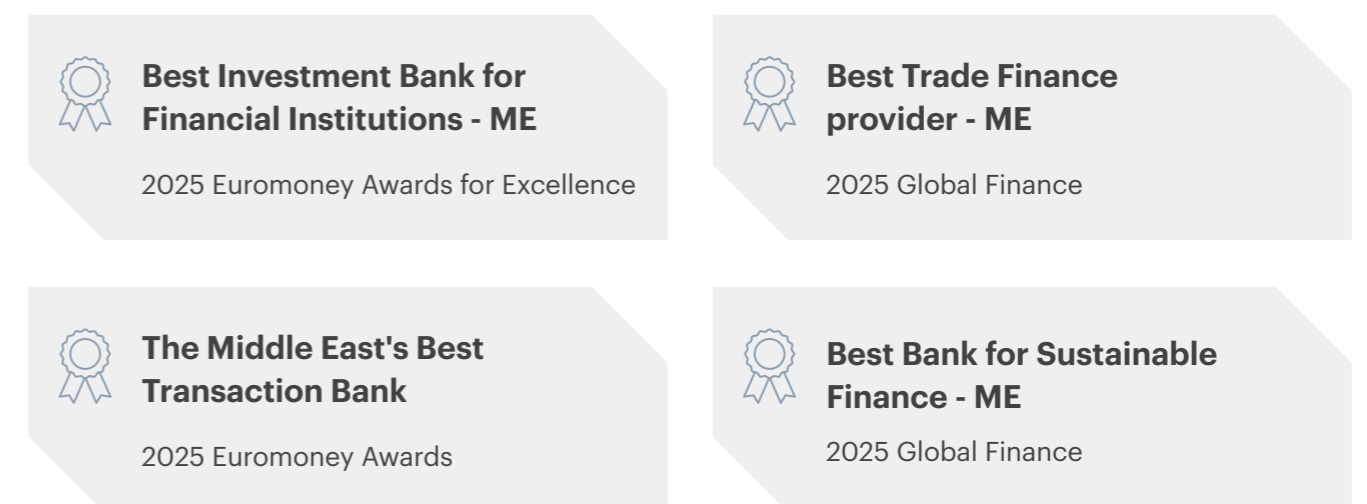 Best Investment Bank for
Financial Institutions - ME
2025 Euromoney Awards for Excellence
Best Trade Finance
provider - ME
2025 Global Finance
The Middle East's Best
Transaction Bank
2025 Euromoney Awards
Best Bank for Sustainable
Finance - ME
2025 Global Finance